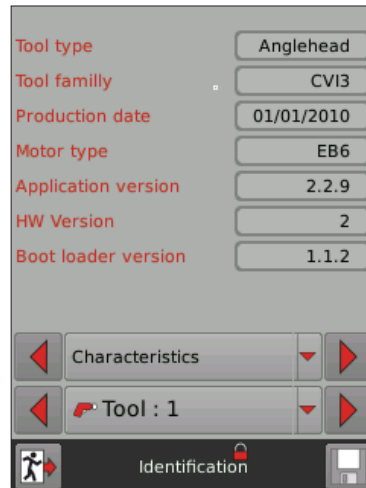 Tool type Anglehead
Tool familly CVI3
Production date 01/01/2010
Motor type EB6
Application version 2.2.9
HW Version 2
Boot loader version 1.1.2
Characteristics
Tool : 1
Identification